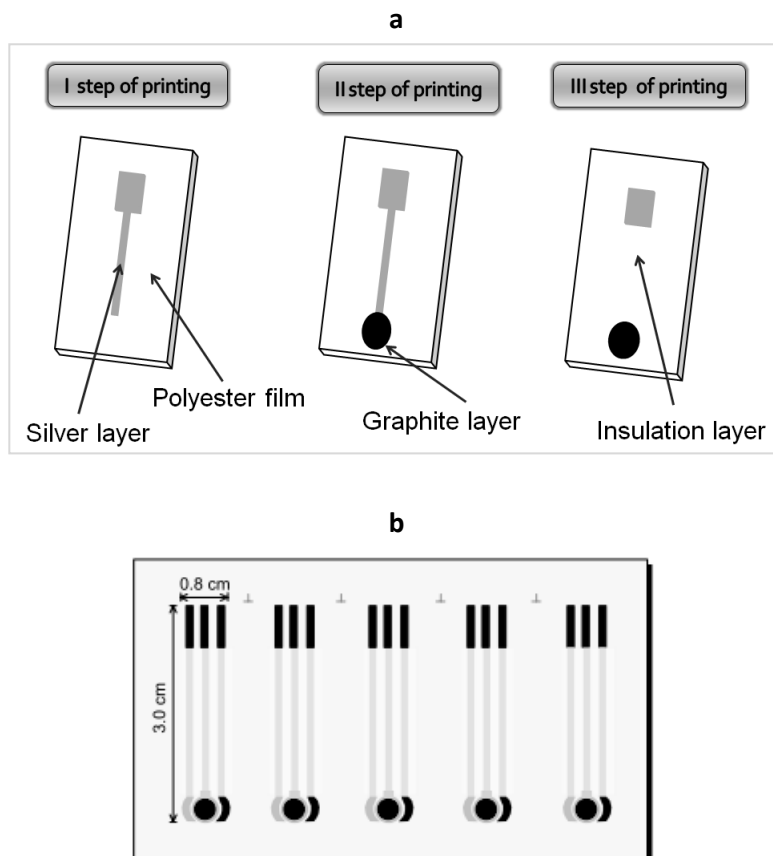 a
I step of printing
II step of printing
III step of printing
Polyester film
Silver layer
Graphite layer
Insulation layer
b
0.8 cm
3.0 cm